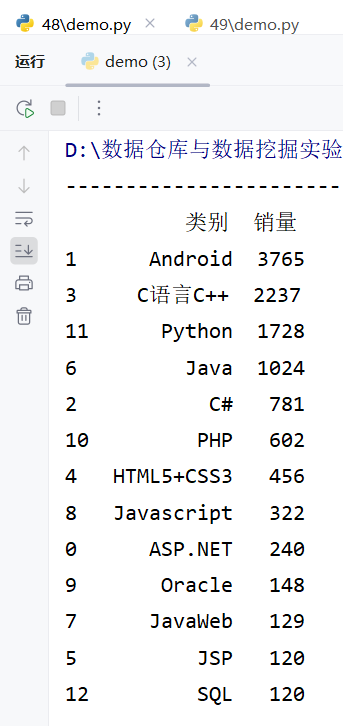 48\demo.py × 49\demo.py
运行 demo (3) ×
D:\数据仓库与数据挖掘实验
-----------------------
类别 销量
1 Android 3765
3 C语言C++ 2237
11 Python 1728
6 Java 1024
2 C# 781
10 PHP 602
4 HTML5+CSS3 456
8 Javascript 322
0 ASP.NET 240
9 Oracle 148
7 JavaWeb 129
5 JSP 120
12 SQL 120